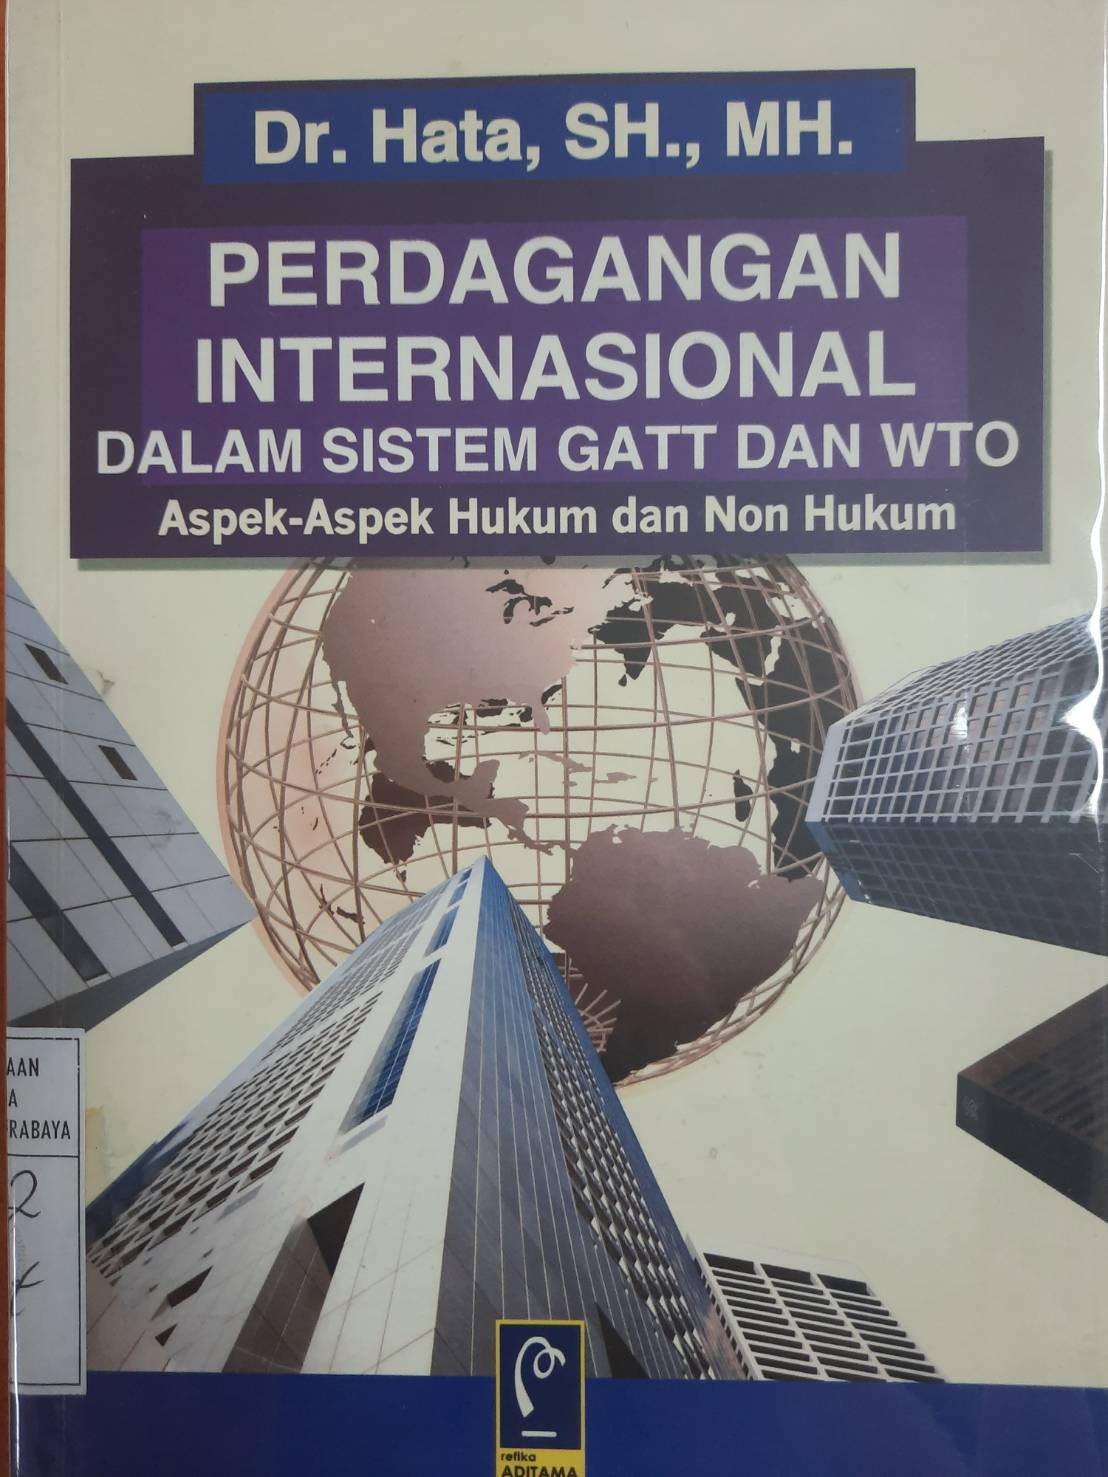 Dr. Hata, SH., MH.
PERDAGANGAN
INTERNASIONAL
DALAM SISTEM GATT DAN WTO
Aspek-Aspek Hukum dan Non Hukum
AAN
A
RABAYA
2
refika
ADITAMA